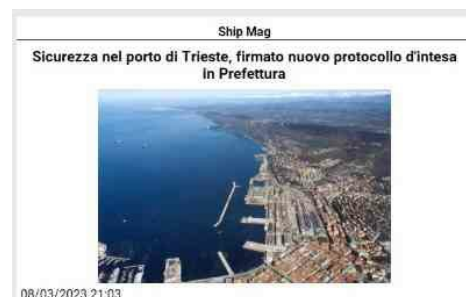 Ship Mag
Sicurezza nel porto di Trieste, firmato nuovo protocollo d'intesa
in Prefettura
08/03/2023 21:03